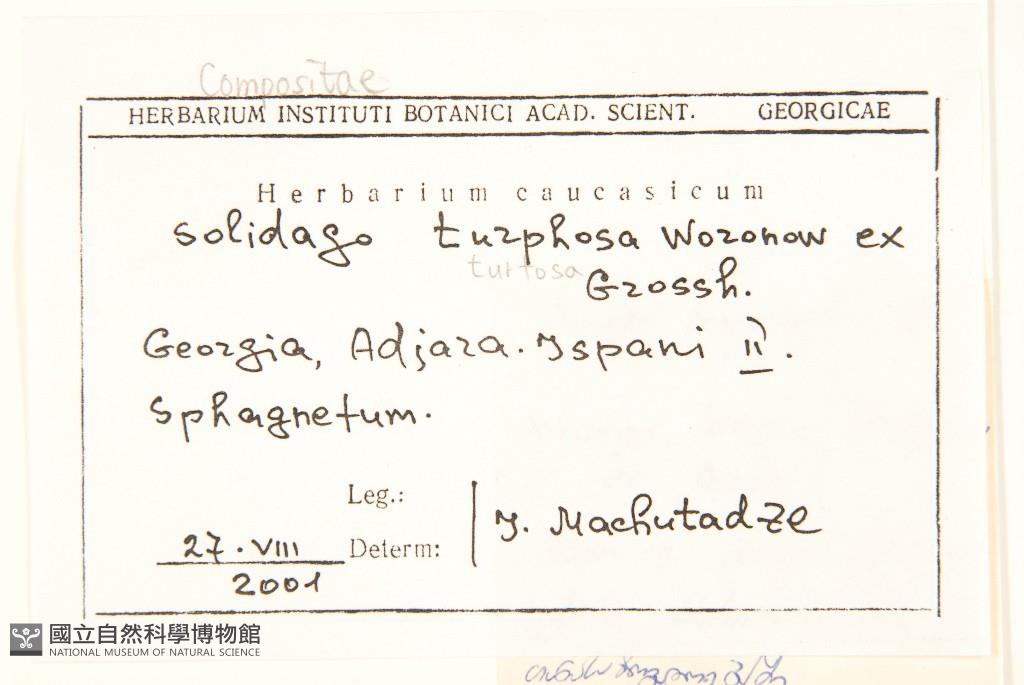 Compositae
HERBARIUM INSTITUTI BOTANICI ACAD. SCIENT. GEORGICAE
Herbarium caucasicum
Solidago turphosa Woronow ex
turfosa
Grossh.
Georgia, Adjara. Ispani II.
Sphagnetum.
Leg.:
27.VIII Determ: J. Machutadze
2001
國立自然科學博物館
NATIONAL MUSEUM OF NATURAL SCIENCE